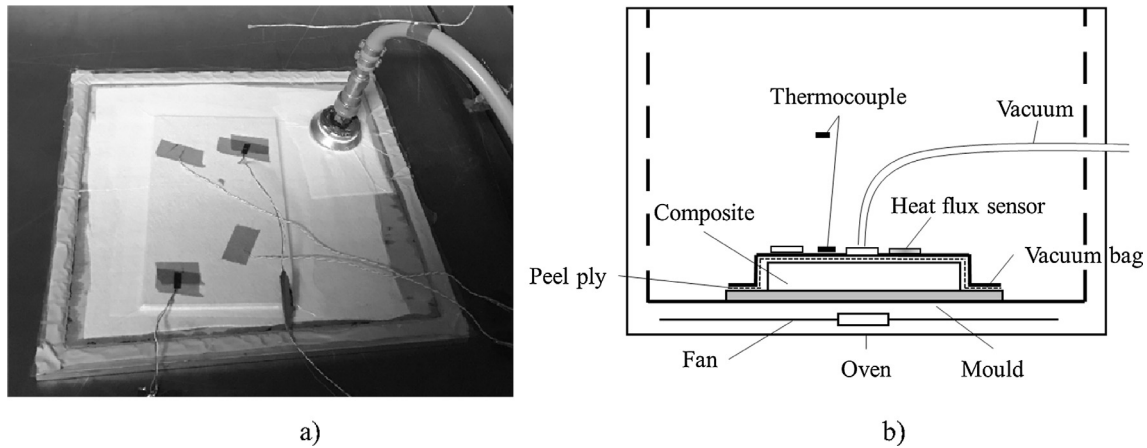 Thermocouple
Vacuum
Composite
Heat flux sensor
Peel ply
Vacuum bag
Fan
Oven
Mould
a)
b)